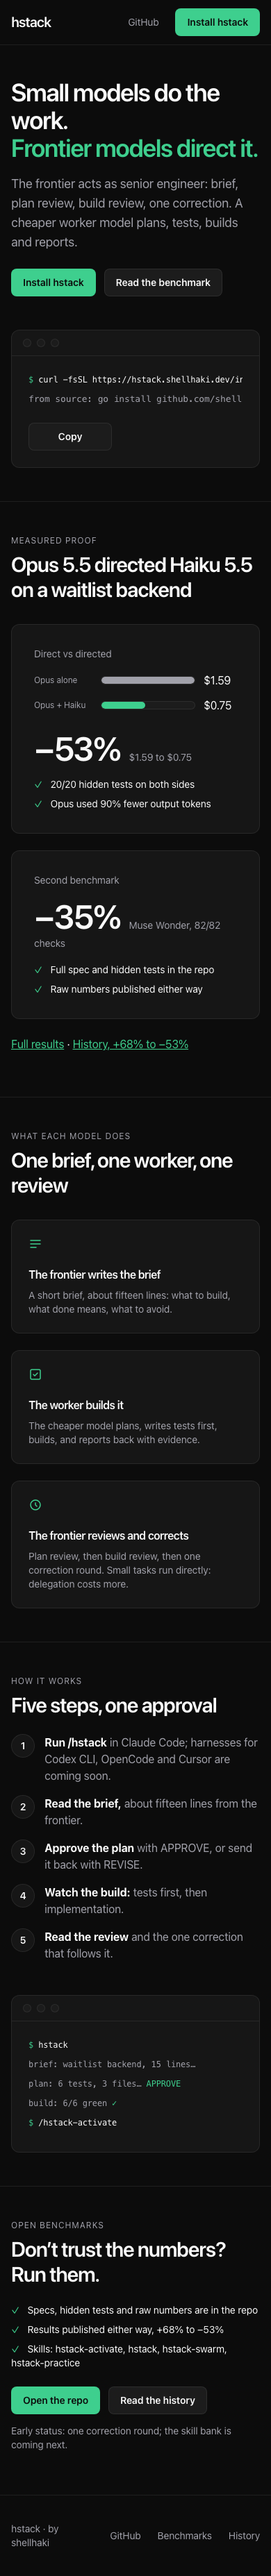 hstack
GitHub
Install hstack
Small models do the
work.
Frontier models direct it.
The frontier acts as senior engineer: brief,
plan review, build review, one correction. A
cheaper worker model plans, tests, builds
and reports.
Install hstack
Read the benchmark
$ curl -fsSL https://hstack.shellhaki.dev/in
from source: go install github.com/shell
Copy
MEASURED PROOF
Opus 5.5 directed Haiku 5.5
on a waitlist backend
Direct vs directed
Opus alone $1.59
Opus + Haiku $0.75
−53% $1.59 to $0.75
✓ 20/20 hidden tests on both sides
✓ Opus used 90% fewer output tokens
Second benchmark
−35% Muse Wonder, 82/82
checks
✓ Full spec and hidden tests in the repo
✓ Raw numbers published either way
Full results · History, +68% to −53%
WHAT EACH MODEL DOES
One brief, one worker, one
review
The frontier writes the brief
A short brief, about fifteen lines: what to build,
what done means, what to avoid.
The worker builds it
The cheaper model plans, writes tests first,
builds, and reports back with evidence.
The frontier reviews and corrects
Plan review, then build review, then one
correction round. Small tasks run directly:
delegation costs more.
HOW IT WORKS
Five steps, one approval
1 Run /hstack in Claude Code; harnesses for
Codex CLI, OpenCode and Cursor are
coming soon.
2 Read the brief, about fifteen lines from the
frontier.
3 Approve the plan with APPROVE, or send
it back with REVISE.
4 Watch the build: tests first, then
implementation.
5 Read the review and the one correction
that follows it.
$ hstack
brief: waitlist backend, 15 lines…
plan: 6 tests, 3 files… APPROVE
build: 6/6 green ✓
$ /hstack-activate
OPEN BENCHMARKS
Don’t trust the numbers?
Run them.
✓ Specs, hidden tests and raw numbers are in the repo
✓ Results published either way, +68% to −53%
✓ Skills: hstack-activate, hstack, hstack-swarm,
hstack-practice
Open the repo
Read the history
Early status: one correction round; the skill bank is
coming next.
hstack · by
shellhaki
GitHub
Benchmarks
History